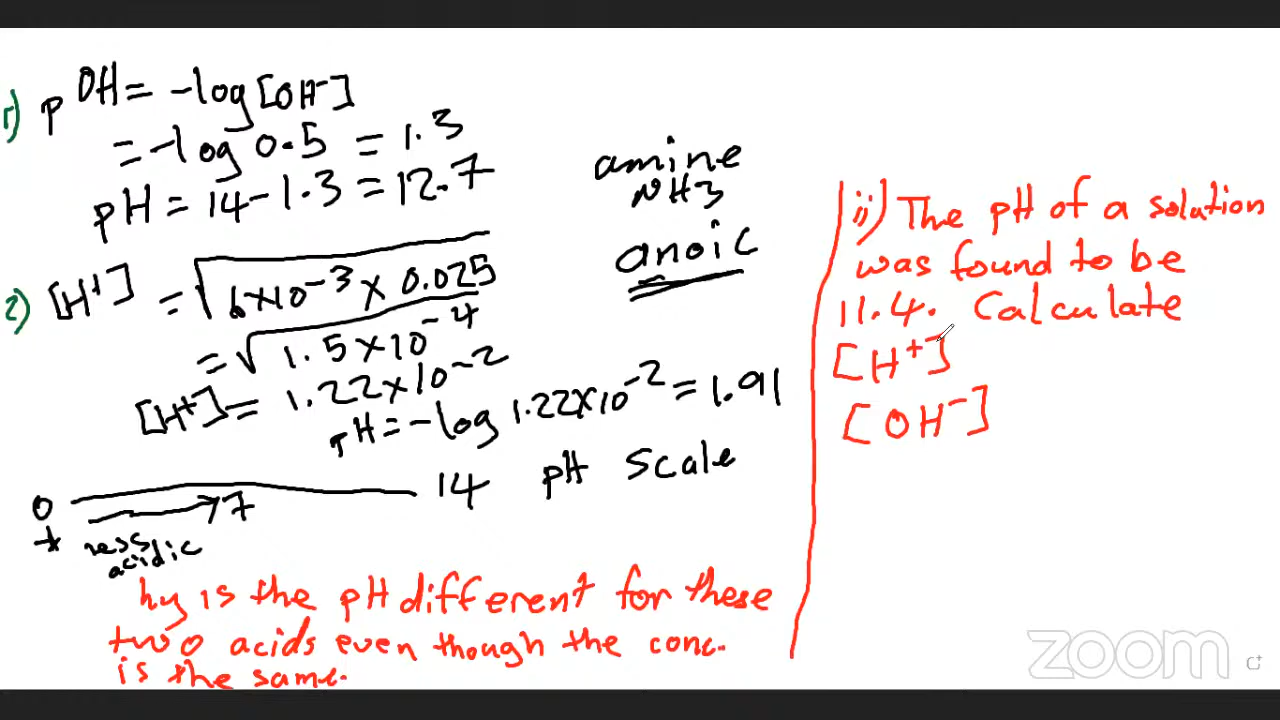 1) pOH = -log[OH-]
= -log 0.5 = 1.3
pH = 14 - 1.3 = 12.7
2) [H+] = √6×10-3 × 0.025
= √1.5×10-4
[H+] = 1.22×10-2
pH = -log 1.22×10-2 = 1.91
0 7 14 pH scale
less
acidic
hy is the pH different for these
two acids even though the conc.
is the same.
amine
NH3
anoic
ii) The pH of a solution
was found to be
11.4. Calculate
[H+]
[OH-]
zoom